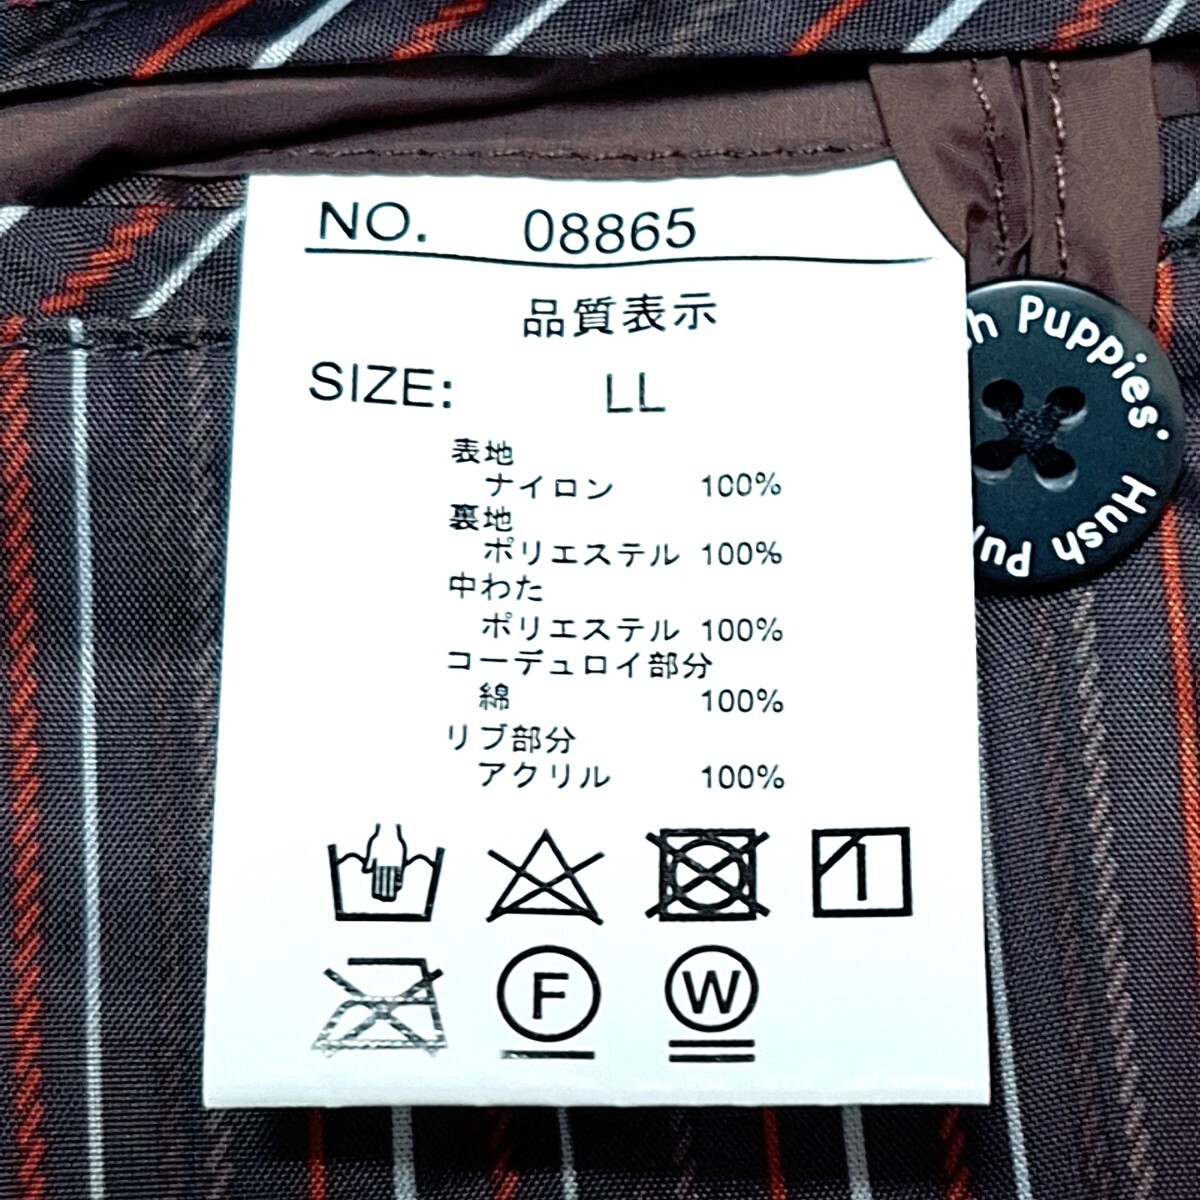 NO. 08865
品質表示
SIZE: LL
表地
ナイロン 100%
裏地
ポリエステル 100%
中わた
ポリエステル 100%
コーデュロイ部分
綿 100%
リブ部分
アクリル 100%
F
W
Puppies'
Hush